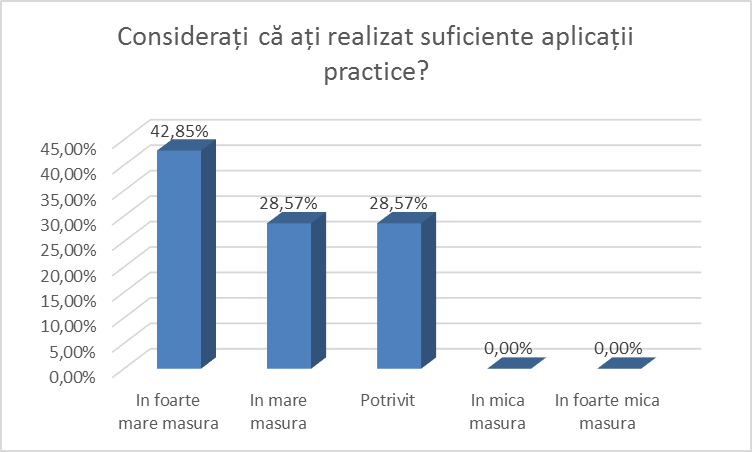 Considerați că ați realizat suficiente aplicații
practice?
42,85%
28,57%
28,57%
0,00%
0,00%
45,00%
40,00%
35,00%
30,00%
25,00%
20,00%
15,00%
10,00%
5,00%
0,00%
In foarte
mare masura
In mare
masura
Potrivit
In mica
masura
In foarte mica
masura